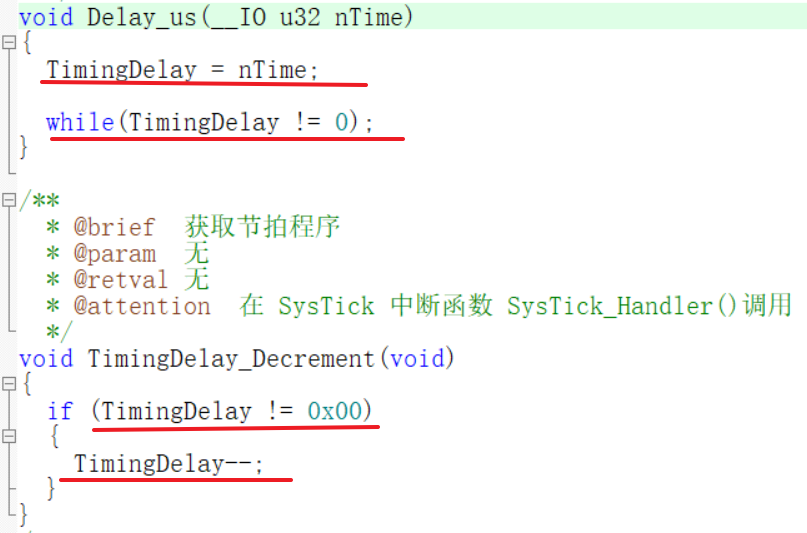 void Delay_us(__IO u32 nTime)
{
TimingDelay = nTime;
while(TimingDelay != 0);
}
/**
* @brief 获取节拍程序
* @param 无
* @retval 无
* @attention 在 SysTick 中断函数 SysTick_Handler()调用
*/
void TimingDelay_Decrement(void)
{
if (TimingDelay != 0x00)
{
TimingDelay--;
}
}